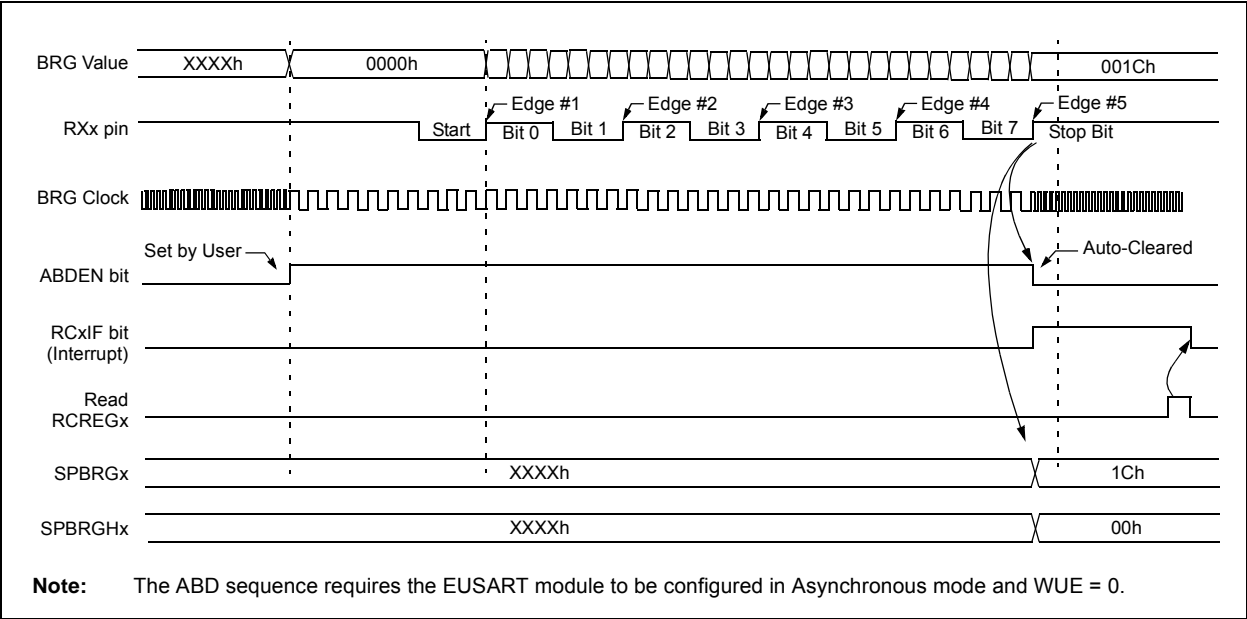 BRG Value XXXXh 0000h 001Ch
Edge #1 Edge #2 Edge #3 Edge #4 Edge #5
RXx pin Start Bit 0 Bit 1 Bit 2 Bit 3 Bit 4 Bit 5 Bit 6 Bit 7 Stop Bit
BRG Clock
Set by User Auto-Cleared
ABDEN bit
RCxIF bit
(Interrupt)
Read
RCREGx
SPBRGx XXXXh 1Ch
SPBRGHx XXXXh 00h
Note: The ABD sequence requires the EUSART module to be configured in Asynchronous mode and WUE = 0.